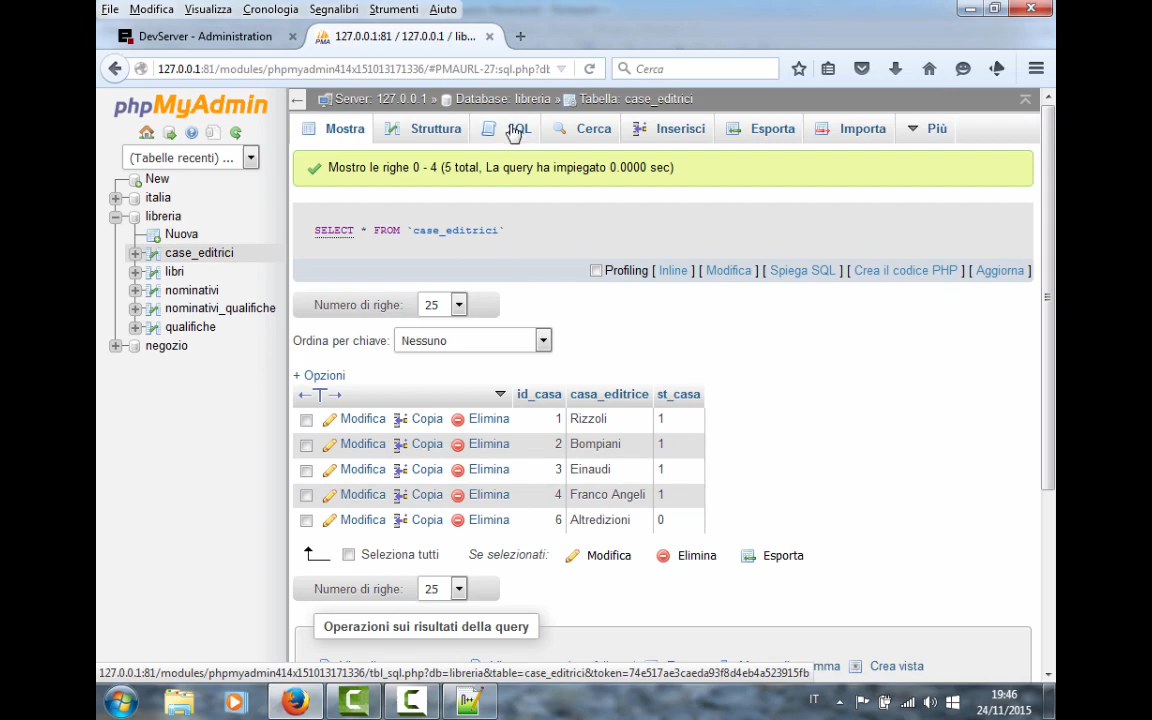 File Modifica Visualizza Cronologia Segnalibri Strumenti Aiuto
DevServer - Administration 127.0.0.1:81 / 127.0.0.1 / lib...
127.0.0.1:81/modules/phpmyadmin414x151013171336/#PMAURL-27:sql.php?db Cerca
phpMyAdmin
(Tabelle recenti) ...
New
italia
libreria
Nuova
case_editrici
libri
nominativi
nominativi_qualifiche
qualifiche
negozio
Server: 127.0.0.1 » Database: libreria » Tabella: case_editrici
Mostra Struttura SQL Cerca Inserisci Esporta Importa Più
Mostro le righe 0 - 4 (5 total, La query ha impiegato 0.0000 sec)
SELECT * FROM `case_editrici`
Profiling [ Inline ] [ Modifica ] [ Spiega SQL ] [ Crea il codice PHP ] [ Aggiorna ]
Numero di righe: 25
Ordina per chiave: Nessuno
+ Opzioni
←T→ id_casa casa_editrice st_casa
Modifica Copia Elimina 1 Rizzoli 1
Modifica Copia Elimina 2 Bompiani 1
Modifica Copia Elimina 3 Einaudi 1
Modifica Copia Elimina 4 Franco Angeli 1
Modifica Copia Elimina 6 Altredizioni 0
Seleziona tutti Se selezionati: Modifica Elimina Esporta
Numero di righe: 25
Operazioni sui risultati della query
Crea vista
127.0.0.1:81/modules/phpmyadmin414x151013171336/tbl_sql.php?db=libreria&table=case_editrici&token=74e517ae3caeda93f8d4eb4a523915fb
IT 19:46
24/11/2015